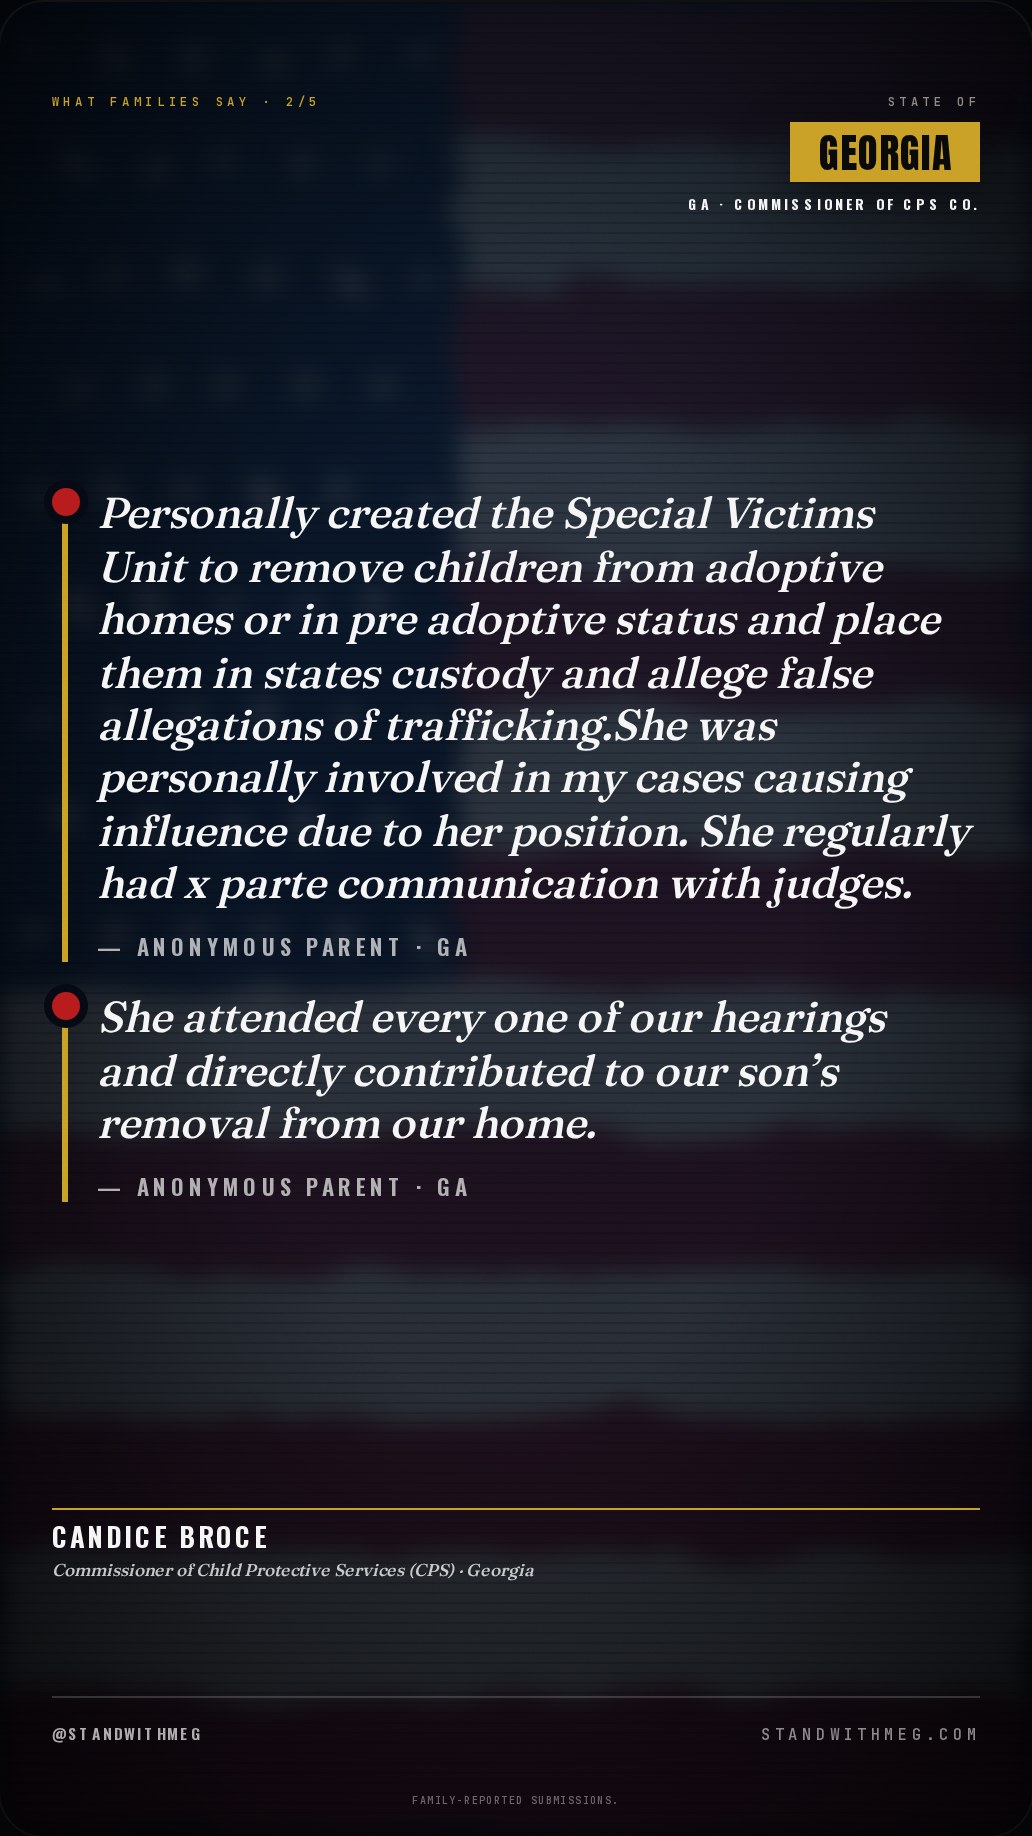 WHAT FAMILIES SAY · 2/5
STATE OF
GEORGIA
GA · COMMISSIONER OF CPS CO.
Personally created the Special Victims
Unit to remove children from adoptive
homes or in pre adoptive status and place
them in states custody and allege false
allegations of trafficking.She was
personally involved in my cases causing
influence due to her position. She regularly
had x parte communication with judges.
— ANONYMOUS PARENT · GA
She attended every one of our hearings
and directly contributed to our son’s
removal from our home.
— ANONYMOUS PARENT · GA
CANDICE BROCE
Commissioner of Child Protective Services (CPS) · Georgia
@STANDWITHMEG
STANDWITHMEG.COM
FAMILY-REPORTED SUBMISSIONS.